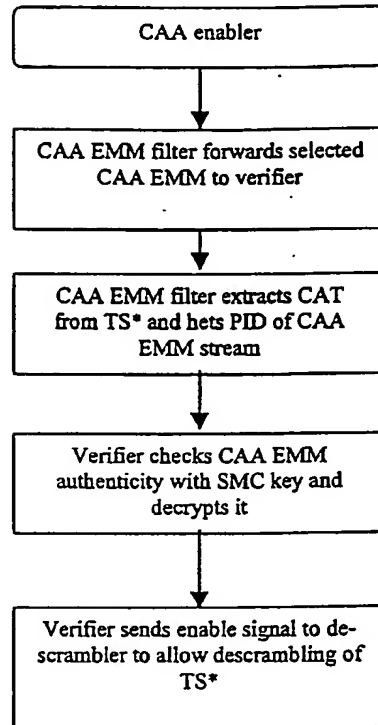 CAA enabler
CAA EMM filter forwards selected
CAA EMM to verifier
CAA EMM filter extracts CAT
from TS* and hets PID of CAA
EMM stream
Verifier checks CAA EMM
authenticity with SMC key and
decrypts it
Verifier sends enable signal to de-
scrambler to allow descrambling of
TS*